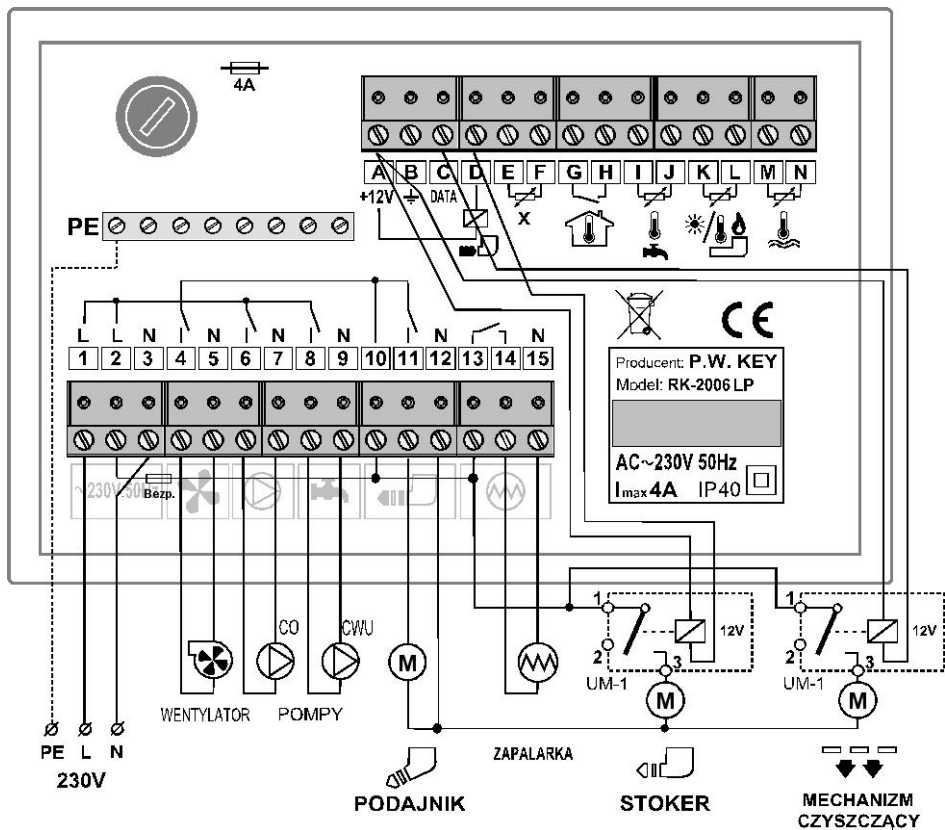 4A
A B C D E F G H I J K L M N
+12V DATA
X
PE
L L N N N N N N
1 2 3 4 5 6 7 8 9 10 11 12 13 14 15
Producent: P.W. KEY
Model: RK-2006 LP
AC~230V 50Hz
Imax 4A IP40
CE
~230V 50Hz
Bezp.
CO
CWU
M
WENTYLATOR
POMPY
PE L N
230V
PODAJNIK
ZAPALARKA
1
2
3
12V
UM-1
M
STOKER
1
2
3
12V
UM-1
M
MECHANIZM
CZYSZCZĄCY